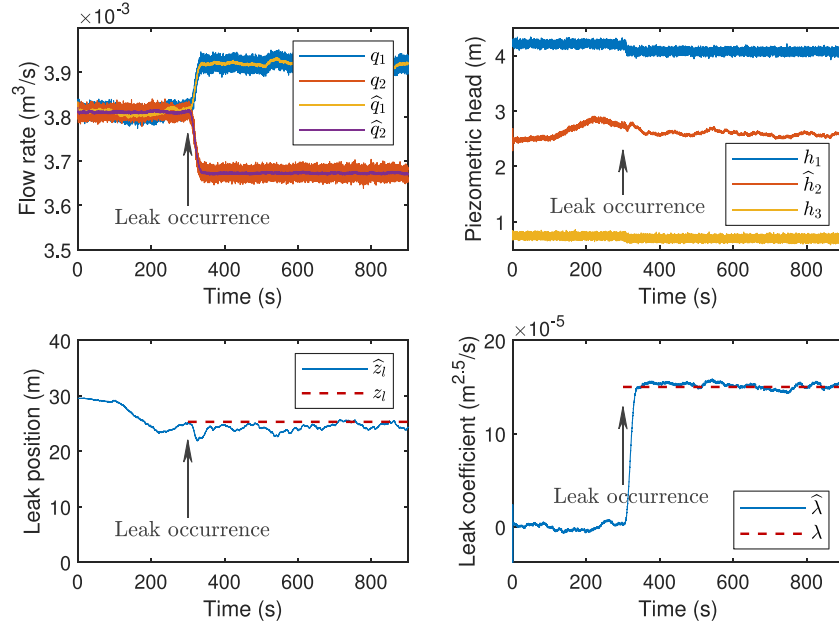 ×10⁻³
3.9
3.8
3.7
3.6
3.5
Flow rate (m³/s)
q₁
q₂
q̂₁
q̂₂
Leak occurrence
0 200 400 600 800
Time (s)
4
3
2
1
Piezometric head (m)
Leak occurrence
h₁
ĥ₂
h₃
0 200 400 600 800
Time (s)
40
30
20
10
0
Leak position (m)
ẑₗ
zₗ
Leak occurrence
0 200 400 600 800
Time (s)
×10⁻⁵
20
10
0
Leak coefficient (m²·⁵/s)
Leak occurrence
λ̂
λ
0 200 400 600 800
Time (s)